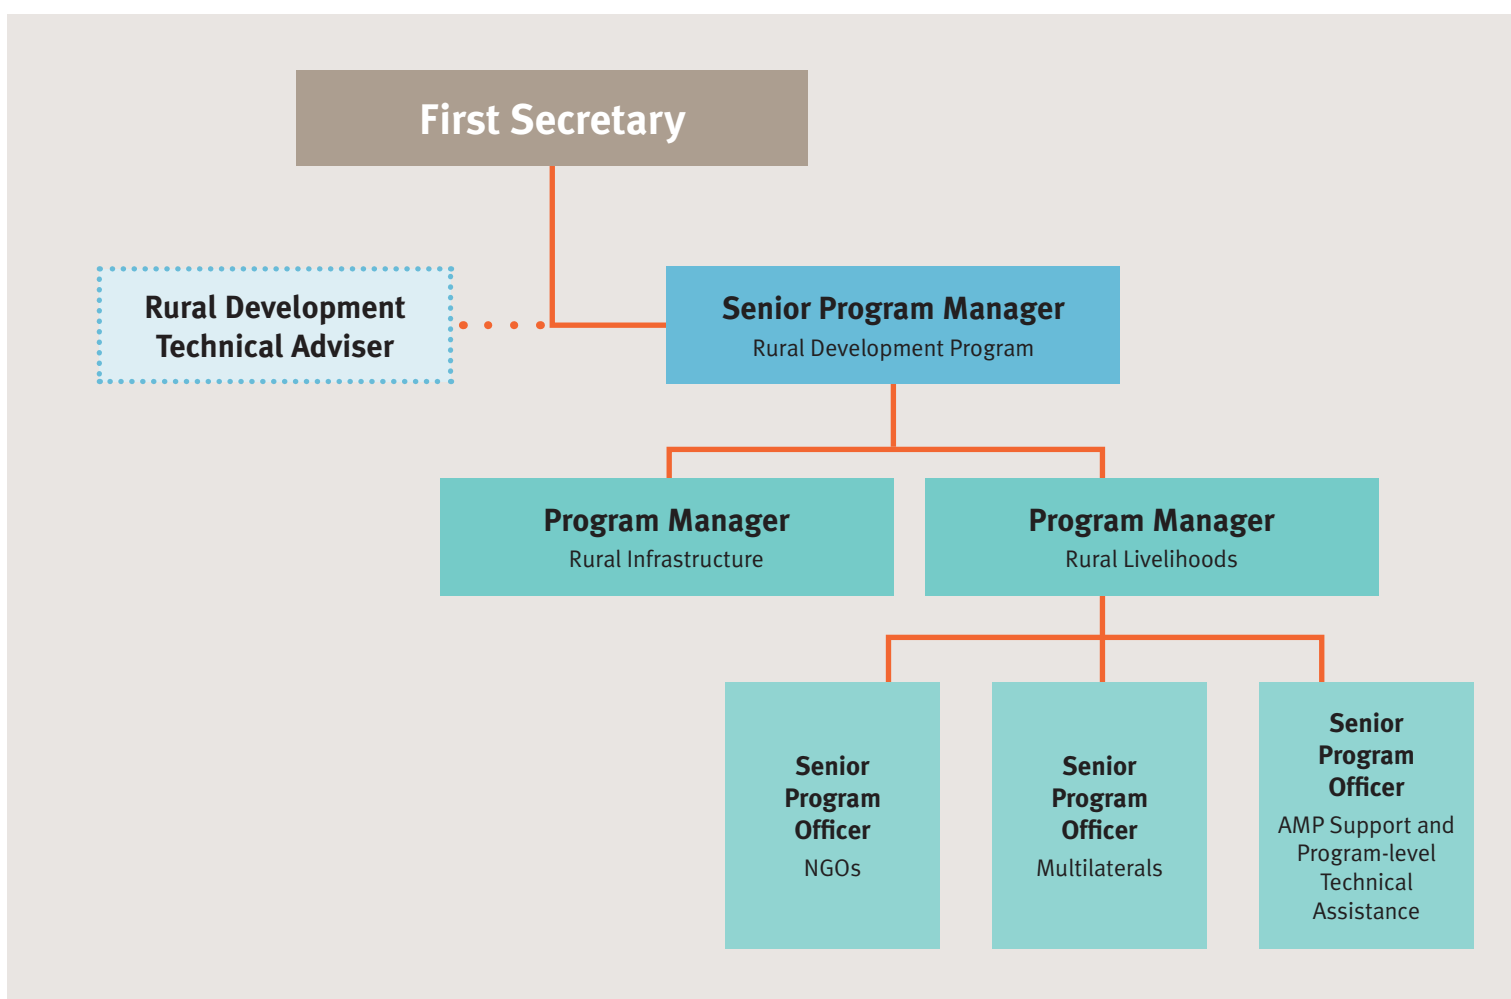 First Secretary
Rural Development
Technical Adviser
Senior Program Manager
Rural Development Program
Program Manager
Rural Infrastructure
Program Manager
Rural Livelihoods
Senior
Program
Officer
NGOs
Senior
Program
Officer
Multilaterals
Senior
Program
Officer
AMP Support and
Program-level
Technical
Assistance